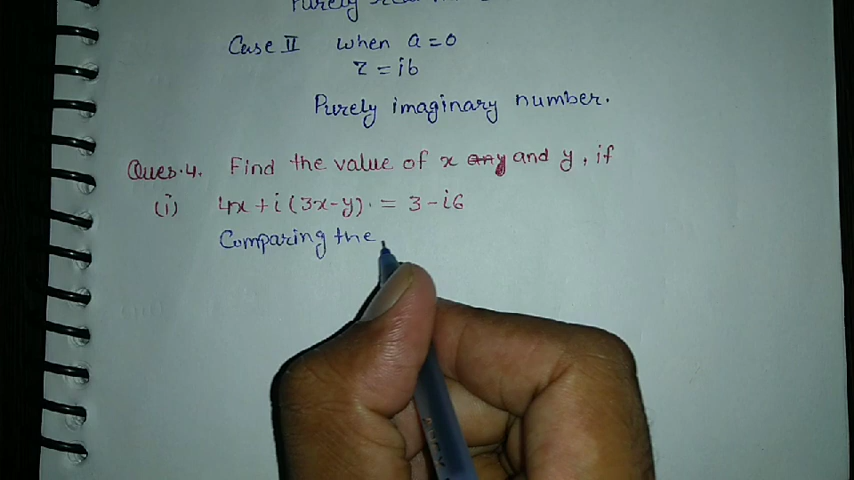 Purely
Case II when a = 0
z = ib
Purely imaginary number.
Ques.4. Find the value of x any and y, if
(i) 4x + i (3x-y) . = 3 - i6
Comparing the